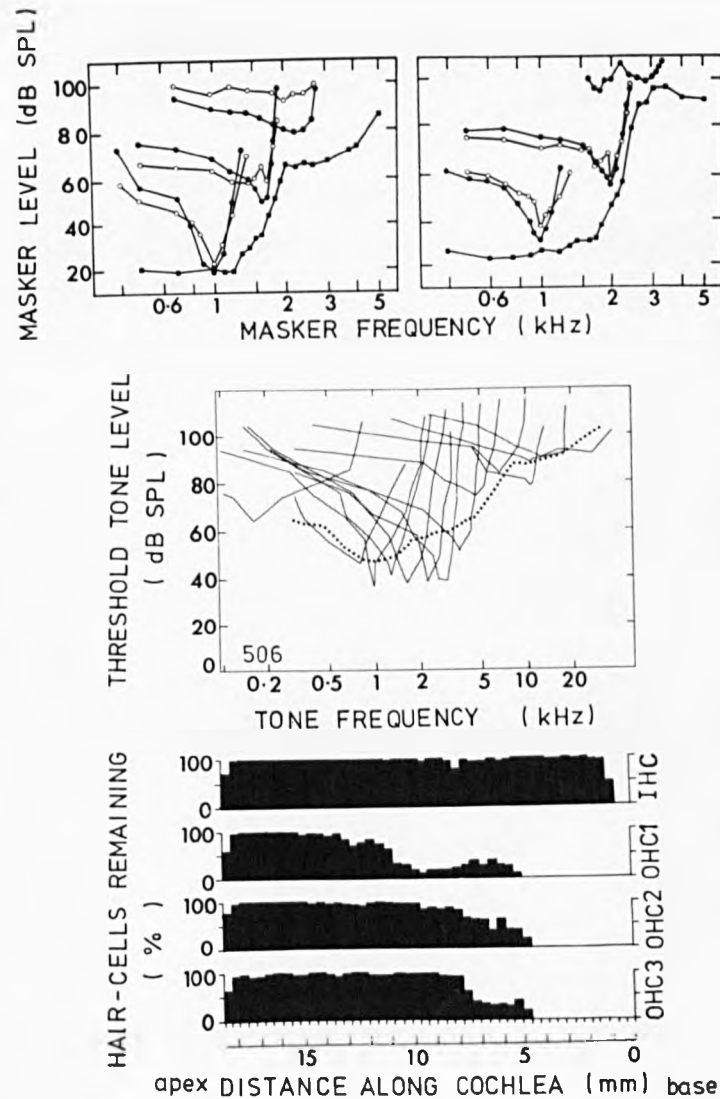 MASKER LEVEL (dB SPL)
100
80
60
40
20
0·6 1 2 3 5
0·6 1 2 3 5
MASKER FREQUENCY (kHz)
THRESHOLD TONE LEVEL
(dB SPL)
100
80
60
40
20
0
506
0·2 0·5 1 2 5 10 20
TONE FREQUENCY (kHz)
HAIR-CELLS REMAINING
(%)
100
0
IHC
100
0
OHC1
100
0
OHC2
100
0
OHC3
15 10 5 0
apex DISTANCE ALONG COCHLEA (mm) base